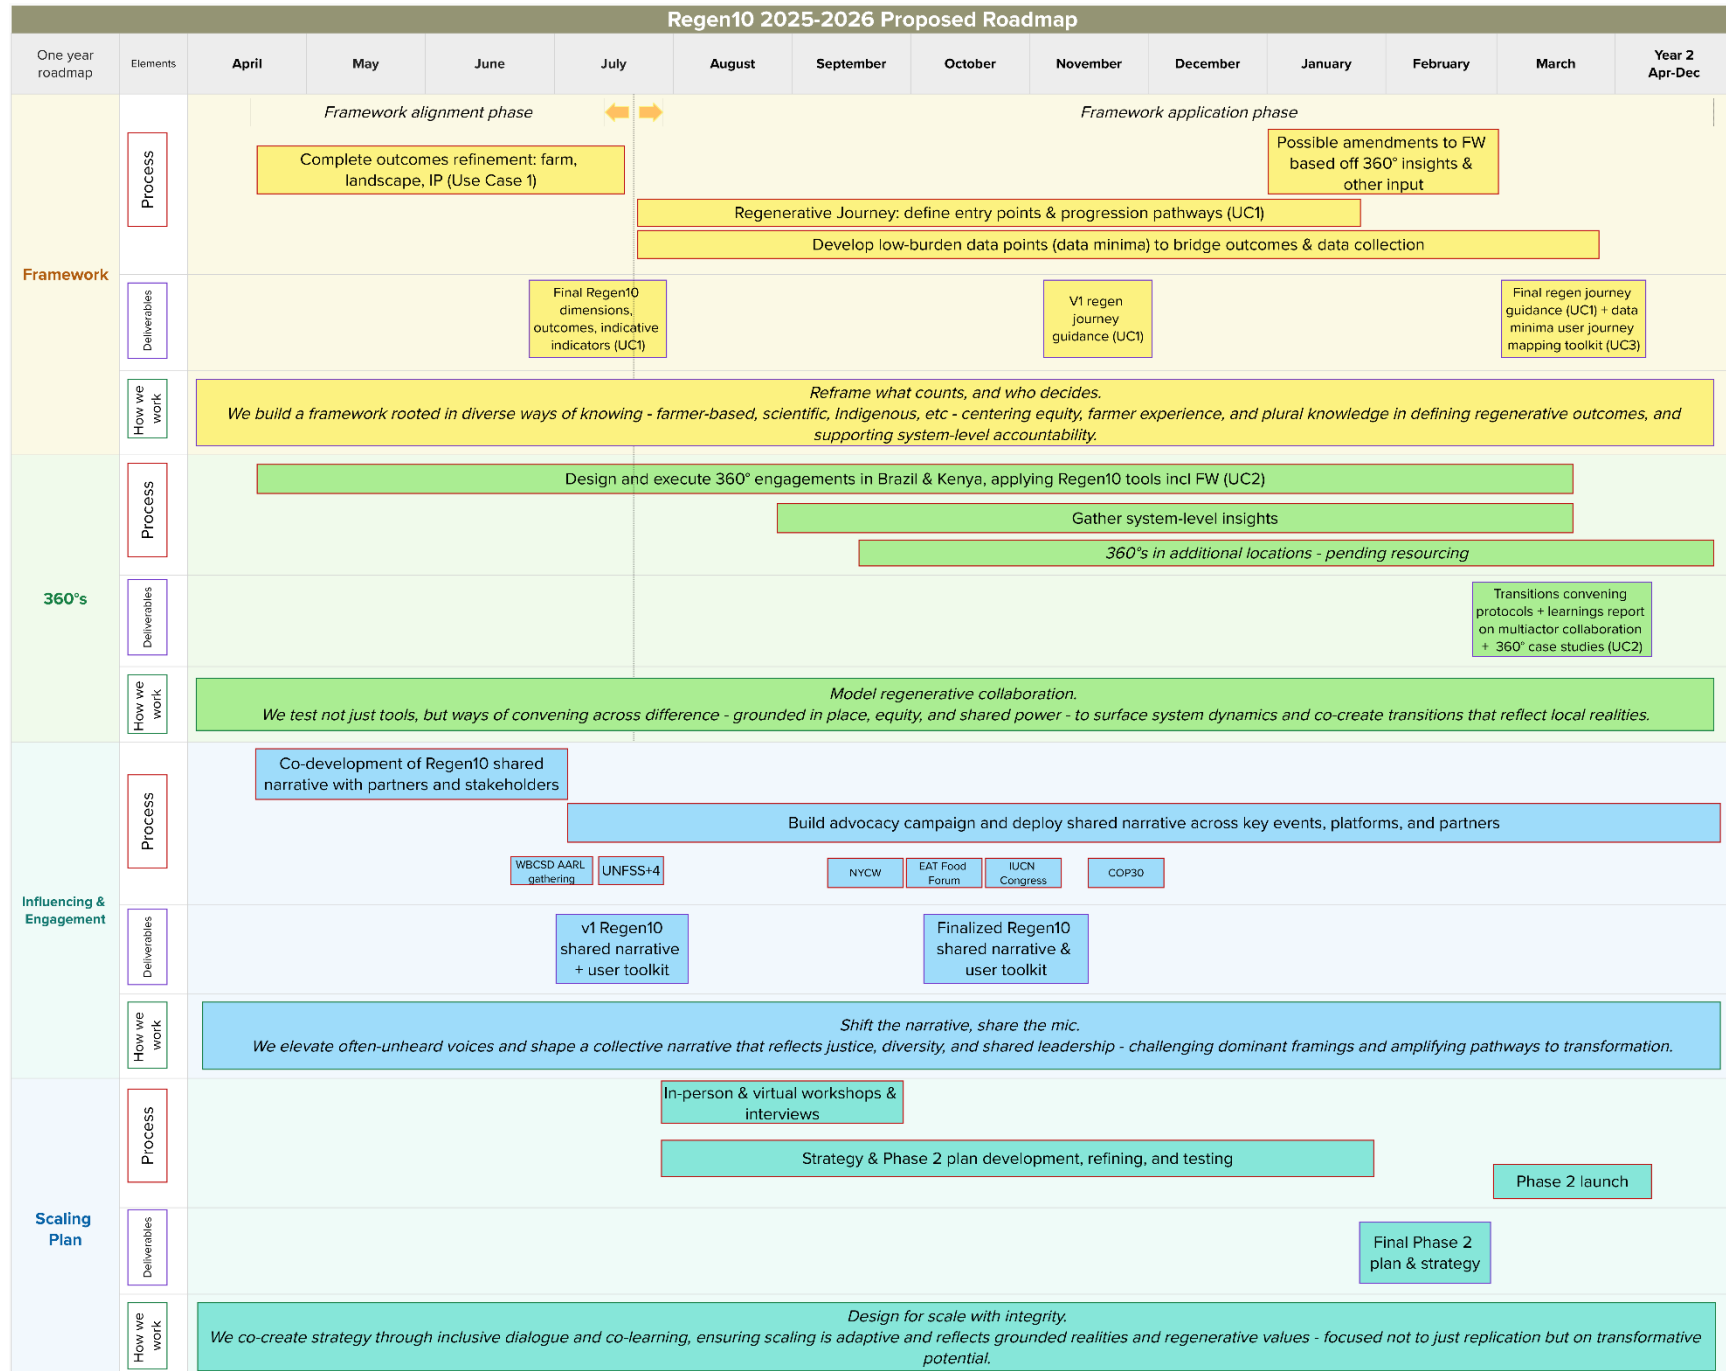 Regen10 2025-2026 Proposed Roadmap
One year
roadmap
Elements
April
May
June
July
August
September
October
November
December
January
February
March
Year 2
Apr-Dec
Framework
Process
Framework alignment phase
Framework application phase
Complete outcomes refinement: farm,
landscape, IP (Use Case 1)
Possible amendments to FW
based off 360° insights &
other input
Regenerative Journey: define entry points & progression pathways (UC1)
Develop low-burden data points (data minima) to bridge outcomes & data collection
Deliverables
Final Regen10
dimensions,
outcomes, indicative
indicators (UC1)
V1 regen
journey
guidance (UC1)
Final regen journey
guidance (UC1) + data
minima user journey
mapping toolkit (UC3)
How we
work
Reframe what counts, and who decides.
We build a framework rooted in diverse ways of knowing - farmer-based, scientific, Indigenous, etc - centering equity, farmer experience, and plural knowledge in defining regenerative outcomes, and
supporting system-level accountability.
360°s
Process
Design and execute 360° engagements in Brazil & Kenya, applying Regen10 tools incl FW (UC2)
Gather system-level insights
360°s in additional locations - pending resourcing
Deliverables
Transitions convening
protocols + learnings report
on multiactor collaboration
+ 360° case studies (UC2)
How we
work
Model regenerative collaboration.
We test not just tools, but ways of convening across difference - grounded in place, equity, and shared power - to surface system dynamics and co-create transitions that reflect local realities.
Influencing &
Engagement
Process
Co-development of Regen10 shared
narrative with partners and stakeholders
Build advocacy campaign and deploy shared narrative across key events, platforms, and partners
WBCSD AARL
gathering
UNFSS+4
NYCW
EAT Food
Forum
IUCN
Congress
COP30
Deliverables
v1 Regen10
shared narrative
+ user toolkit
Finalized Regen10
shared narrative &
user toolkit
How we
work
Shift the narrative, share the mic.
We elevate often-unheard voices and shape a collective narrative that reflects justice, diversity, and shared leadership - challenging dominant framings and amplifying pathways to transformation.
Scaling
Plan
Process
In-person & virtual workshops &
interviews
Strategy & Phase 2 plan development, refining, and testing
Phase 2 launch
Deliverables
Final Phase 2
plan & strategy
How we
work
Design for scale with integrity.
We co-create strategy through inclusive dialogue and co-learning, ensuring scaling is adaptive and reflects grounded realities and regenerative values - focused not to just replication but on transformative
potential.